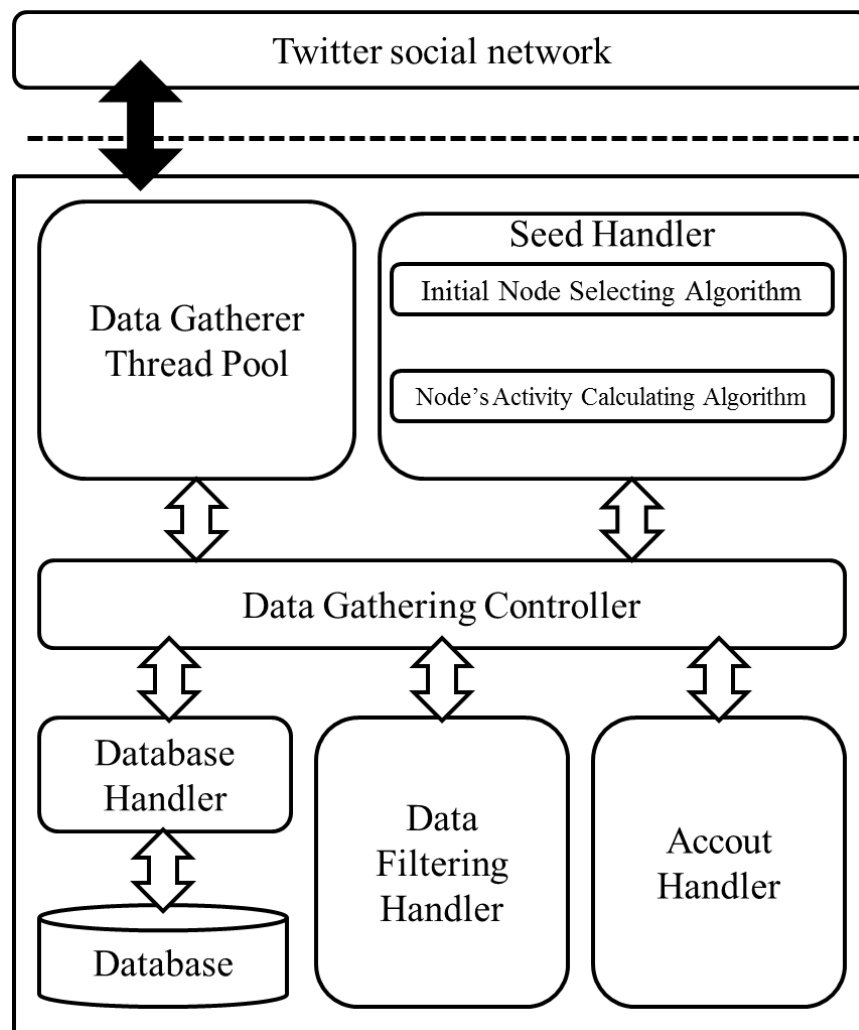 Twitter social network
Data Gatherer
Thread Pool
Seed Handler
Initial Node Selecting Algorithm
Node's Activity Calculating Algorithm
Data Gathering Controller
Database
Handler
Data
Filtering
Handler
Accout
Handler
Database